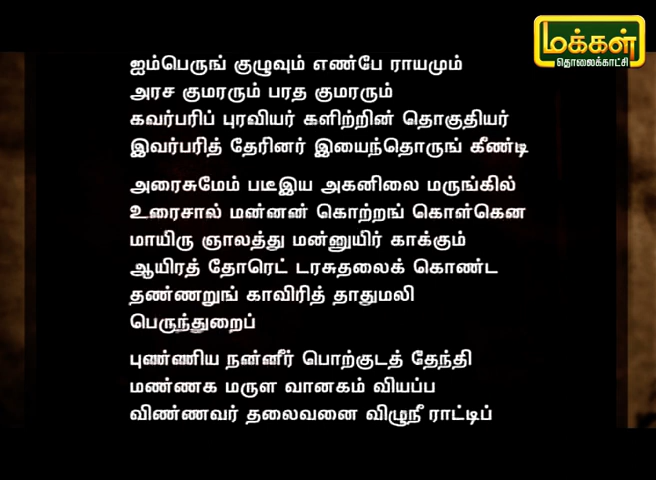 மக்கள்
தொலைக்காட்சி
ஐம்பெருங் குழுவும் எண்பே ராயமும்
அரச குமரரும் பரத குமரரும்
கவர்பரிப் புரவியர் களிற்றின் தொகுதியர்
இவர்பரித் தேரினர் இயைந்தொருங் கீண்டி
அரைசுமேம் படீஇய அகனிலை மருங்கில்
உரைசால் மன்னன் கொற்றங் கொள்கென
மாயிரு ஞாலத்து மன்னுயிர் காக்கும்
ஆயிரத் தோரெட் டரசுதலைக் கொண்ட
தண்ணறுங் காவிரித் தாதுமலி
பெருந்துறைப்
புண்ணிய நன்னீர் பொற்குடத் தேந்தி
மண்ணக மருள வானகம் வியப்ப
விண்ணவர் தலைவனை விழுநீ ராட்டிப்